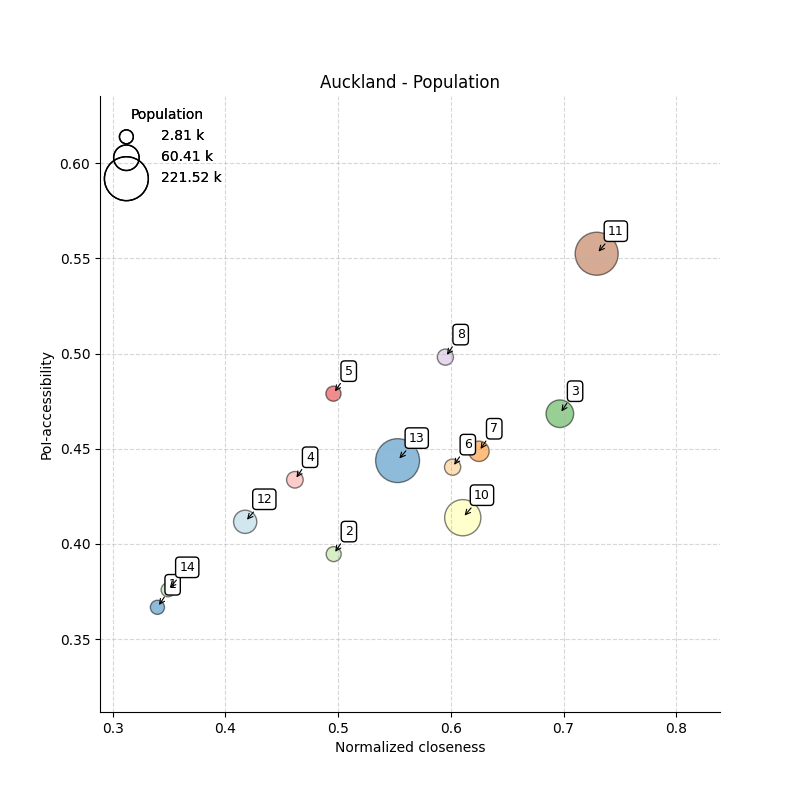 Auckland - Population
Population
2.81 k
60.41 k
221.52 k
0.60
0.55
0.50
0.45
0.40
0.35
PoI-accessibility
11
8
5
3
7
13
6
4
10
12
2
14
1
0.3 0.4 0.5 0.6 0.7 0.8
Normalized closeness